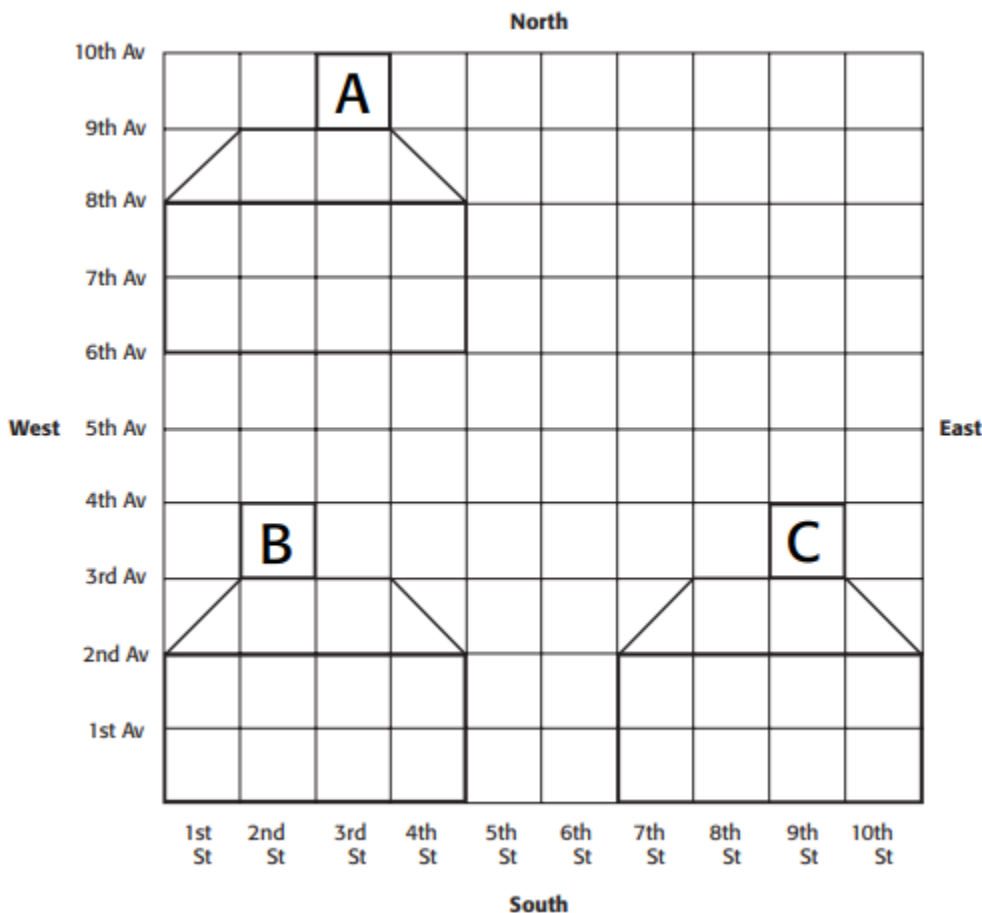 North
10th Av
A
9th Av
8th Av
7th Av
6th Av
West 5th Av East
4th Av
B C
3rd Av
2nd Av
1st Av
1st 2nd 3rd 4th 5th 6th 7th 8th 9th 10th
St St St St St St St St St St
South